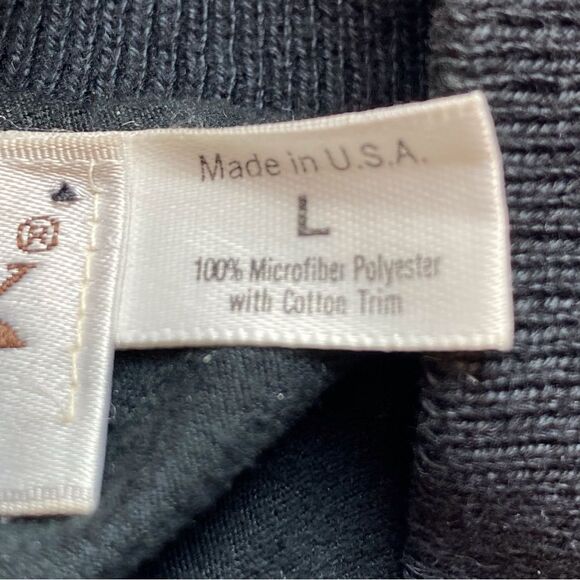 Made in U.S.A.
L
100% Microfiber Polyester
with Cotton Trim
®